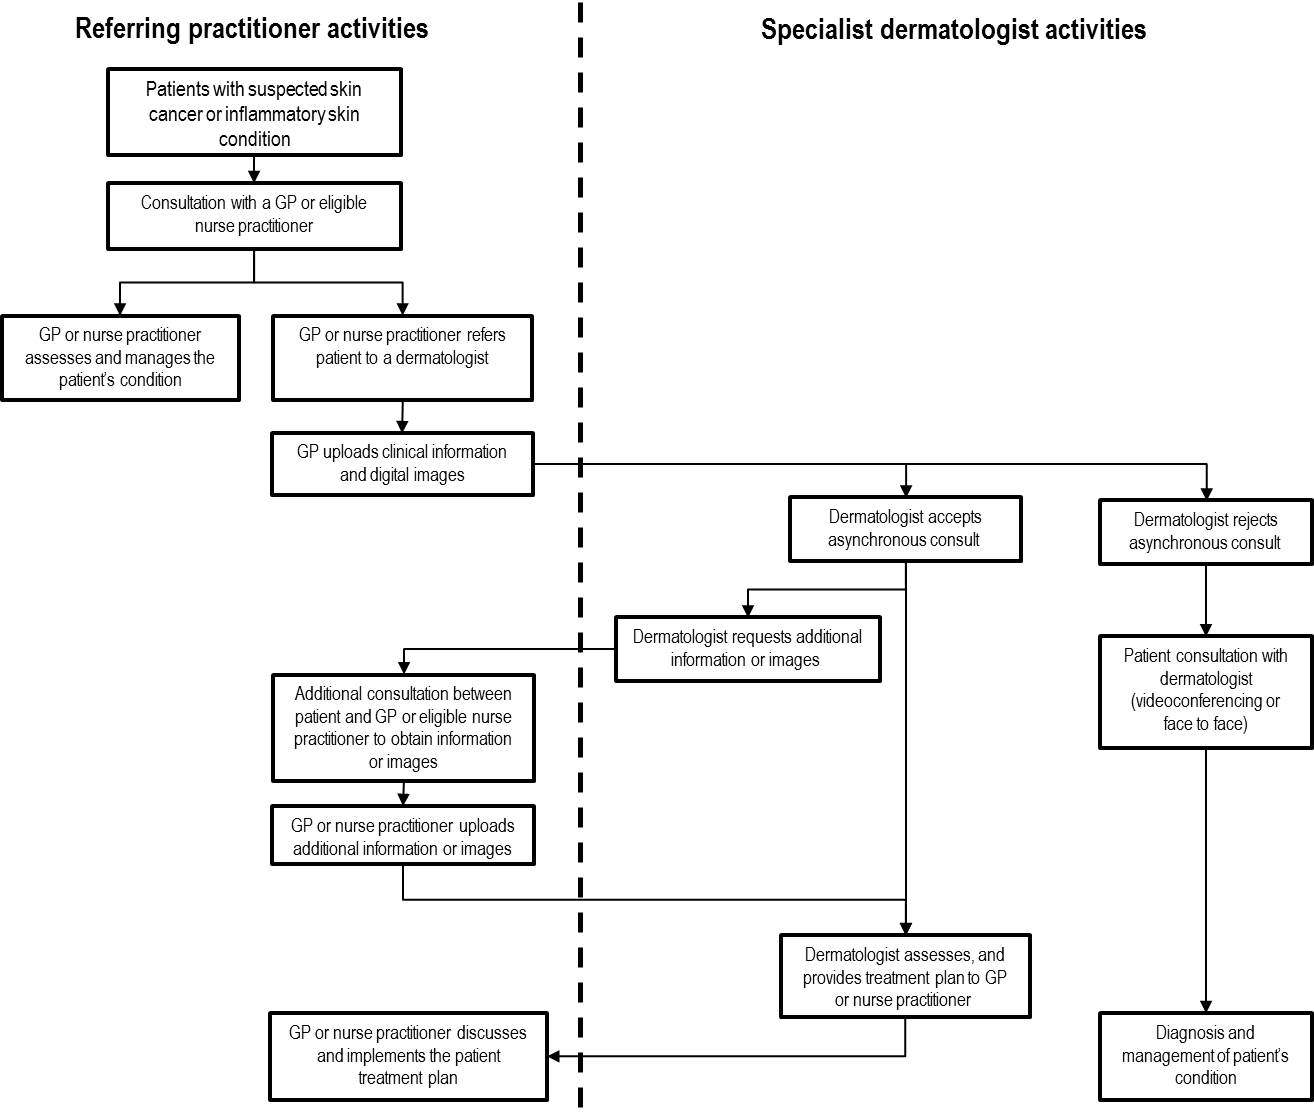 Referring practitioner activities
Specialist dermatologist activities
Patients with suspected skin
cancer or inflammatory skin
condition
Consultation with a GP or eligible
nurse practitioner
GP or nurse practitioner
assesses and manages the
patient's condition
GP or nurse practitioner refers
patient to a dermatologist
GP uploads clinical information
and digital images
Dermatologist accepts
asynchronous consult
Dermatologist rejects
asynchronous consult
Dermatologist requests additional
information or images
Patient consultation with
dermatologist
(videoconferencing or
face to face)
Additional consultation between
patient and GP or eligible nurse
practitioner to obtain information
or images
GP or nurse practitioner uploads
additional information or images
Dermatologist assesses, and
provides treatment plan to GP
or nurse practitioner
GP or nurse practitioner discusses
and implements the patient
treatment plan
Diagnosis and
management of patient's
condition